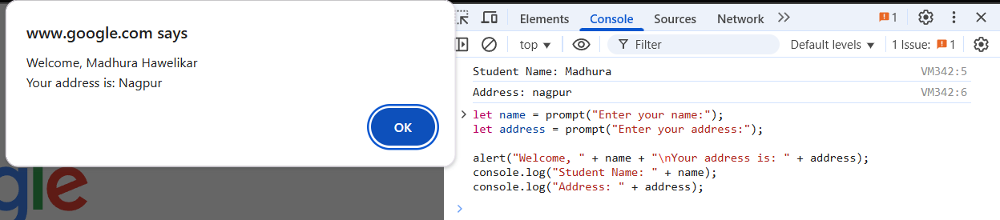 www.google.com says
Welcome, Madhura Hawelikar
Your address is: Nagpur
OK
gle
Elements Console Sources Network 1
top Filter Default levels 1 Issue: 1
Student Name: Madhura VM342:5
Address: nagpur VM342:6
let name = prompt("Enter your name:");
let address = prompt("Enter your address:");
alert("Welcome, " + name + "\nYour address is: " + address);
console.log("Student Name: " + name);
console.log("Address: " + address);